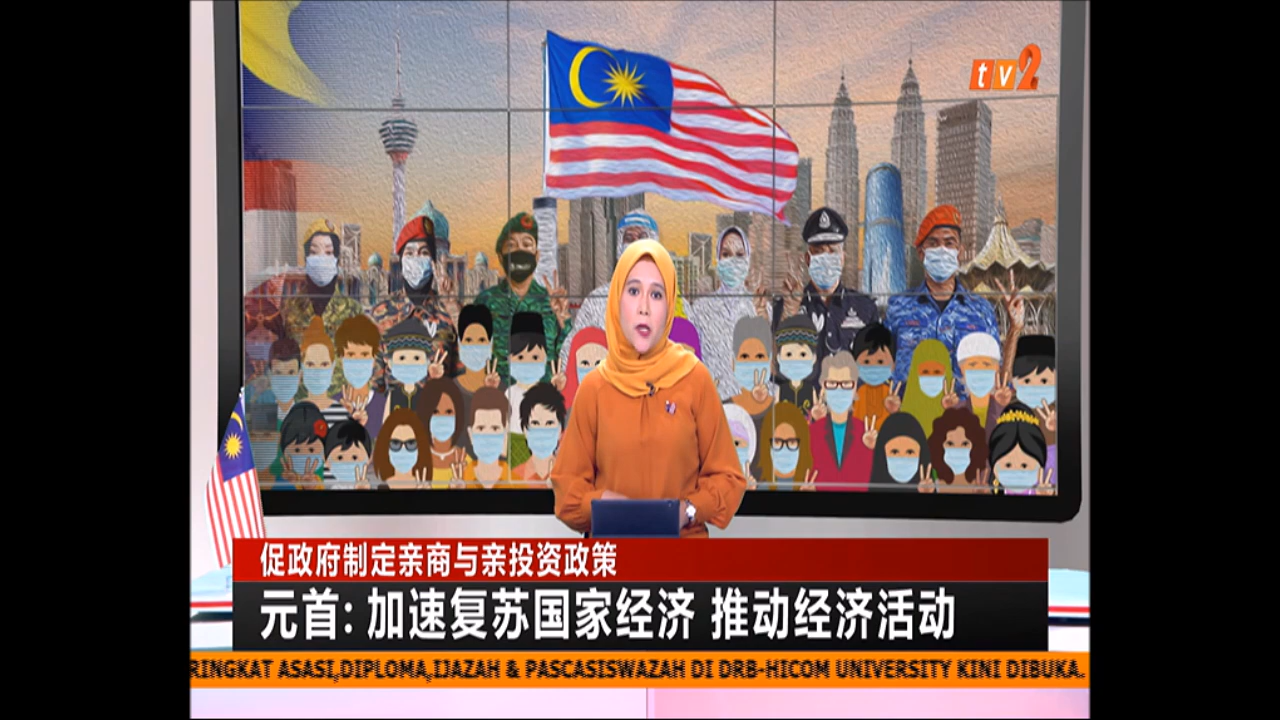 tv2
促政府制定亲商与亲投资政策
元首: 加速复苏国家经济 推动经济活动
RINGKAT ASASI,DIPLOMA,IJAZAH & PASCASISWAZAH DI DRB-HICOM UNIVERSITY KINI DIBUKA.